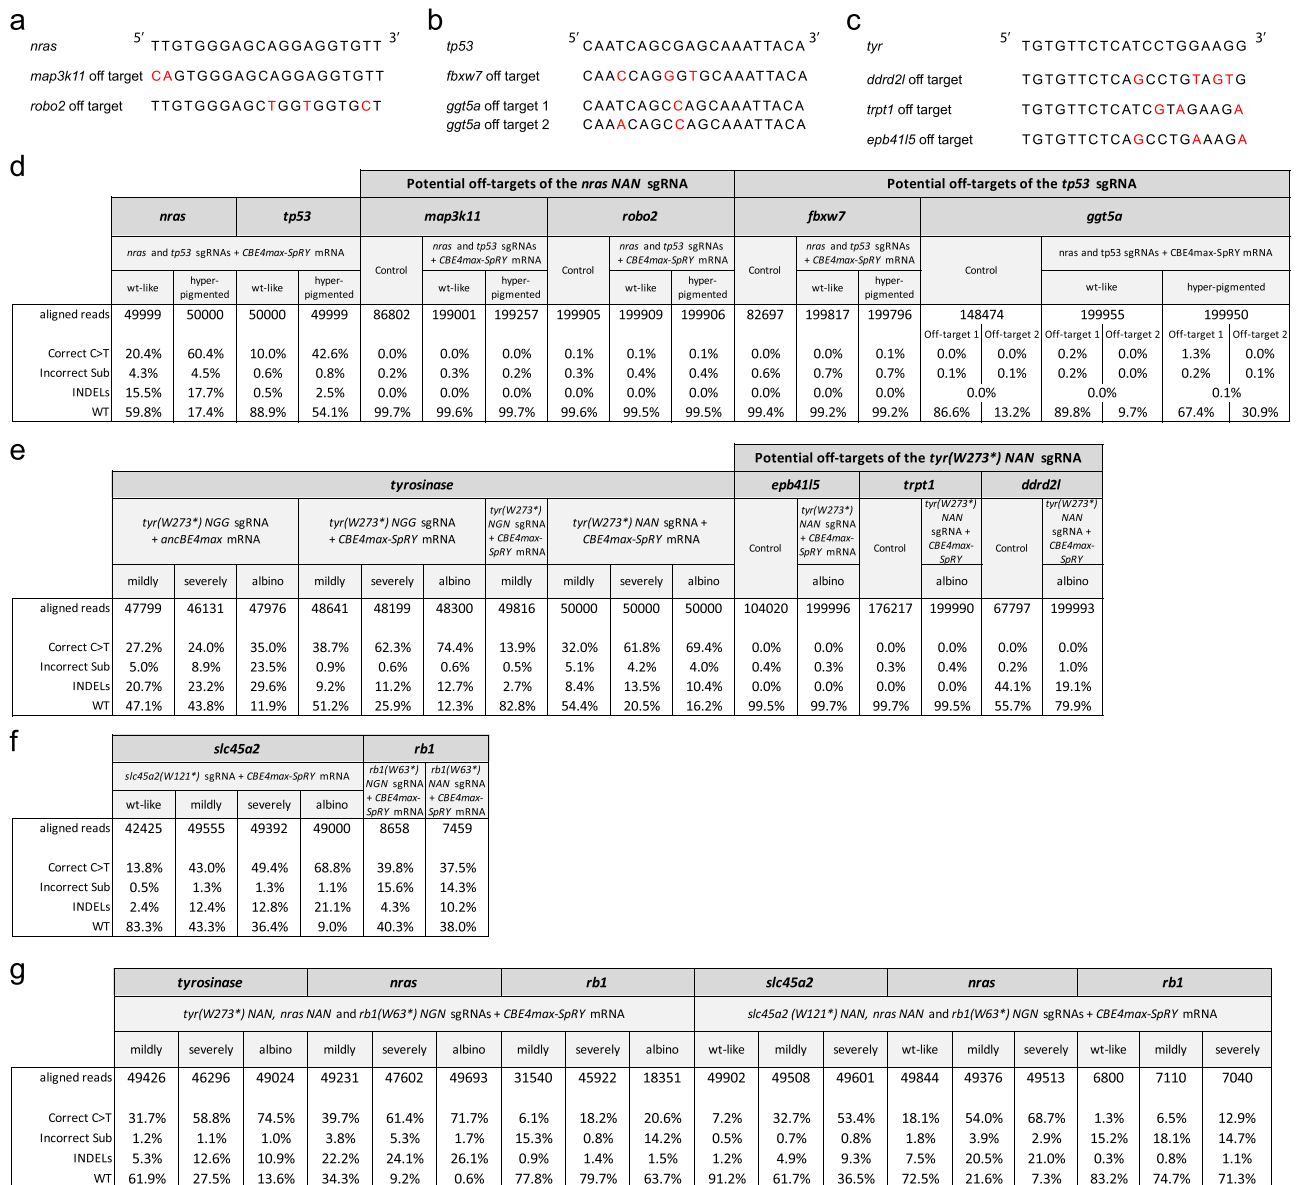 a
nras 5′ TTGTGGGAGCAGGAGGTGTT 3′
map3k11 off target CAGTGGGAGCAGGAGGTGTT
robo2 off target TTGTGGGAGCTGGTGGTGCT
b
tp53 5′ CAATCAGCGAGCAAATTACA 3′
fbxw7 off target CAACCAGGGTGCAAATTACA
ggt5a off target 1 CAATCAGCCAGCAAATTACA
ggt5a off target 2 CAAACAGCCAGCAAATTACA
c
tyr 5′ TGTGTTCTCATCCTGGAAGG 3′
ddrd2l off target TGTGTTCTCAGCCTGTAGTG
trpt1 off target TGTGTTCTCATCGTAGAAGA
epb41l5 off target TGTGTTCTCAGCCTGAAAGA
d
Potential off-targets of the nras NAN sgRNA Potential off-targets of the tp53 sgRNA
nras tp53 map3k11 robo2 fbxw7 ggt5a
nras and tp53 sgRNAs + CBE4max-SpRY mRNA Control nras and tp53 sgRNAs + CBE4max-SpRY mRNA Control nras and tp53 sgRNAs + CBE4max-SpRY mRNA Control nras and tp53 sgRNAs + CBE4max-SpRY mRNA Control nras and tp53 sgRNAs + CBE4max-SpRY mRNA
wt-like hyper-pigmented wt-like hyper-pigmented wt-like hyper-pigmented wt-like hyper-pigmented wt-like hyper-pigmented wt-like hyper-pigmented
aligned reads 49999 50000 50000 49999 86802 199001 199257 199905 199909 199906 82697 199817 199796 148474 199955 199950
Off-target 1 Off-target 2 Off-target 1 Off-target 2 Off-target 1 Off-target 2
Correct C>T 20.4% 60.4% 10.0% 42.6% 0.0% 0.0% 0.0% 0.1% 0.1% 0.1% 0.0% 0.0% 0.1% 0.0% 0.0% 0.2% 0.0% 1.3% 0.0%
Incorrect Sub 4.3% 4.5% 0.6% 0.8% 0.2% 0.3% 0.2% 0.3% 0.4% 0.4% 0.6% 0.7% 0.7% 0.1% 0.1% 0.2% 0.0% 0.2% 0.1%
INDELs 15.5% 17.7% 0.5% 2.5% 0.0% 0.0% 0.0% 0.0% 0.0% 0.0% 0.0% 0.0% 0.0% 0.0% 0.0% 0.1%
WT 59.8% 17.4% 88.9% 54.1% 99.7% 99.6% 99.7% 99.6% 99.5% 99.5% 99.4% 99.2% 99.2% 86.6% 13.2% 89.8% 9.7% 67.4% 30.9%
e
Potential off-targets of the tyr(W273*) NAN sgRNA
tyrosinase epb41l5 trpt1 ddrd2l
tyr(W273*) NGG sgRNA + ancBE4max mRNA tyr(W273*) NGG sgRNA + CBE4max-SpRY mRNA tyr(W273*) NGN sgRNA + CBE4max-SpRY mRNA tyr(W273*) NAN sgRNA + CBE4max-SpRY mRNA Control tyr(W273*) NAN sgRNA + CBE4max-SpRY mRNA Control tyr(W273*) NAN sgRNA + CBE4max-SpRY Control tyr(W273*) NAN sgRNA + CBE4max-SpRY
mildly severely albino mildly severely albino mildly mildly severely albino albino albino albino
aligned reads 47799 46131 47976 48641 48199 48300 49816 50000 50000 50000 104020 199996 176217 199990 67797 199993
Correct C>T 27.2% 24.0% 35.0% 38.7% 62.3% 74.4% 13.9% 32.0% 61.8% 69.4% 0.0% 0.0% 0.0% 0.0% 0.0% 0.0%
Incorrect Sub 5.0% 8.9% 23.5% 0.9% 0.6% 0.6% 0.5% 5.1% 4.2% 4.0% 0.4% 0.3% 0.3% 0.4% 0.2% 1.0%
INDELs 20.7% 23.2% 29.6% 9.2% 11.2% 12.7% 2.7% 8.4% 13.5% 10.4% 0.0% 0.0% 0.0% 0.0% 44.1% 19.1%
WT 47.1% 43.8% 11.9% 51.2% 25.9% 12.3% 82.8% 54.4% 20.5% 16.2% 99.5% 99.7% 99.7% 99.5% 55.7% 79.9%
f
slc45a2 rb1
slc45a2(W121*) sgRNA + CBE4max-SpRY mRNA rb1(W63*) NGN sgRNA + CBE4max-SpRY mRNA rb1(W63*) NAN sgRNA + CBE4max-SpRY mRNA
wt-like mildly severely albino
aligned reads 42425 49555 49392 49000 8658 7459
Correct C>T 13.8% 43.0% 49.4% 68.8% 39.8% 37.5%
Incorrect Sub 0.5% 1.3% 1.3% 1.1% 15.6% 14.3%
INDELs 2.4% 12.4% 12.8% 21.1% 4.3% 10.2%
WT 83.3% 43.3% 36.4% 9.0% 40.3% 38.0%
g
tyrosinase nras rb1 slc45a2 nras rb1
tyr(W273*) NAN, nras NAN and rb1(W63*) NGN sgRNAs + CBE4max-SpRY mRNA slc45a2 (W121*) NAN, nras NAN and rb1(W63*) NGN sgRNAs + CBE4max-SpRY mRNA
mildly severely albino mildly severely albino mildly severely albino wt-like mildly severely wt-like mildly severely wt-like mildly severely
aligned reads 49426 46296 49024 49231 47602 49693 31540 45922 18351 49902 49508 49601 49844 49376 49513 6800 7110 7040
Correct C>T 31.7% 58.8% 74.5% 39.7% 61.4% 71.7% 6.1% 18.2% 20.6% 7.2% 32.7% 53.4% 18.1% 54.0% 68.7% 1.3% 6.5% 12.9%
Incorrect Sub 1.2% 1.1% 1.0% 3.8% 5.3% 1.7% 15.3% 0.8% 14.2% 0.5% 0.7% 0.8% 1.8% 3.9% 2.9% 15.2% 18.1% 14.7%
INDELs 5.3% 12.6% 10.9% 22.2% 24.1% 26.1% 0.9% 1.4% 1.5% 1.2% 4.9% 9.3% 7.5% 20.5% 21.0% 0.3% 0.8% 1.1%
WT 61.9% 27.5% 13.6% 34.3% 9.2% 0.6% 77.8% 79.7% 63.7% 91.2% 61.7% 36.5% 72.5% 21.6% 7.3% 83.2% 74.7% 71.3%